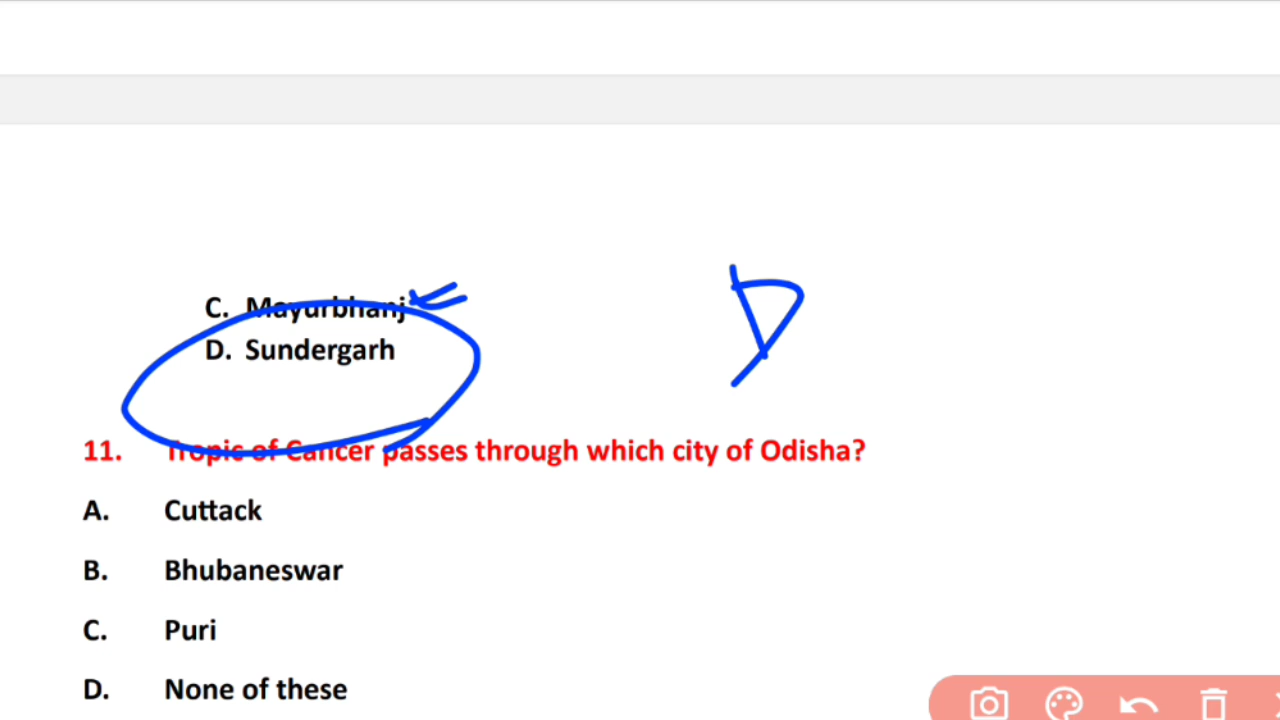 C. Mayurbhanj
D. Sundergarh
D
11. Tropic of Cancer passes through which city of Odisha?
A. Cuttack
B. Bhubaneswar
C. Puri
D. None of these